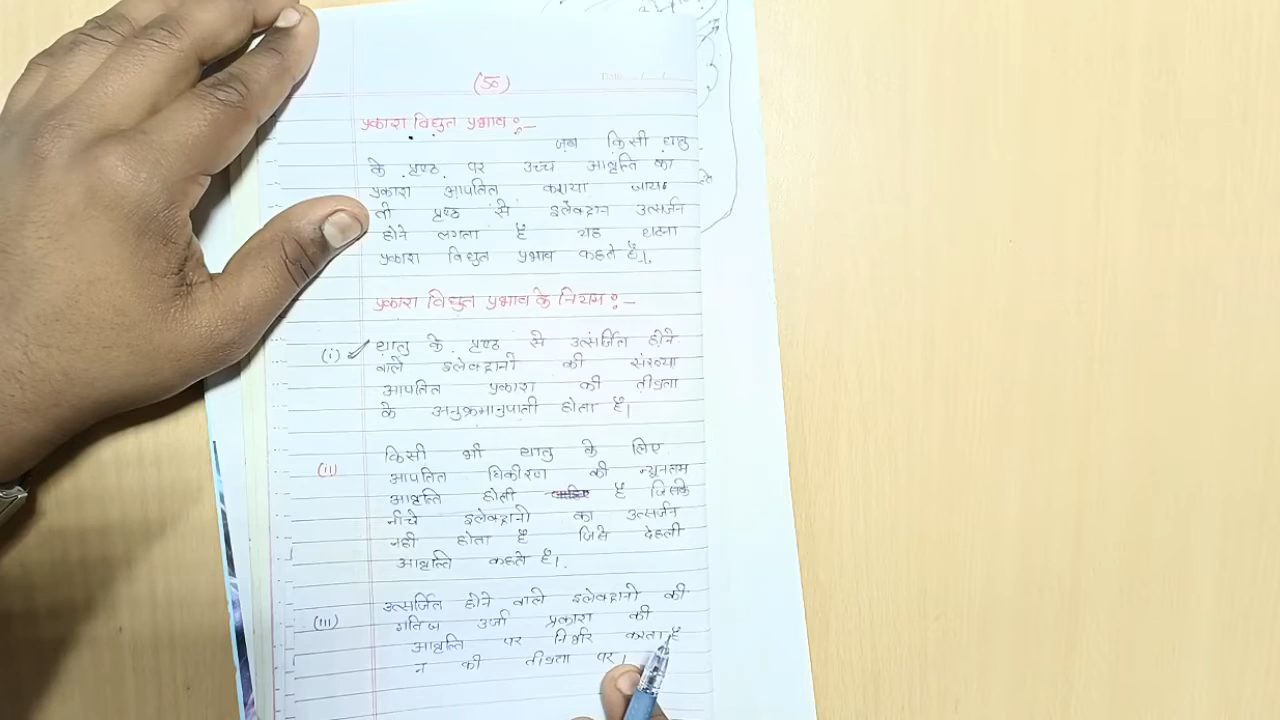 (50)
प्रकाश विद्युत प्रभाव :-
जब किसी धातु
के पृष्ठ पर उच्च आवृत्ति का
प्रकाश आपतित कराया जाय
तो पृष्ठ से इलेक्ट्रान उत्सर्जन
होने लगता है यह घटना
प्रकाश विद्युत प्रभाव कहते है।
प्रकाश विद्युत प्रभाव के नियम :-
(i) धातु के पृष्ठ से उत्सर्जित होने
वाले इलेक्ट्रानो की संख्या
आपतित प्रकाश की तीव्रता
के अनुक्रमानुपाती होता है।
(ii) किसी भी धातु के लिए
आपतित विकीरण की न्यूनतम
आवृत्ति होती है जिसके
नीचे इलेक्ट्रानो का उत्सर्जन
नही होता है जिसे देहली
आवृत्ति कहते है।
(iii) उत्सर्जित होने वाले इलेक्ट्रानो की
गतिज उर्जा प्रकाश की
आवृत्ति पर निर्भर करता है
न की तीव्रता पर।